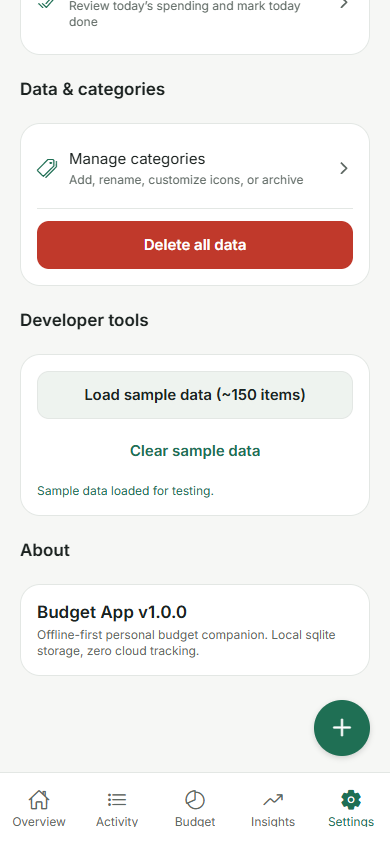 Review today's spending and mark today
done
Data & categories
Manage categories
Add, rename, customize icons, or archive
Delete all data
Developer tools
Load sample data (~150 items)
Clear sample data
Sample data loaded for testing.
About
Budget App v1.0.0
Offline-first personal budget companion. Local sqlite
storage, zero cloud tracking.
Overview
Activity
Budget
Insights
Settings